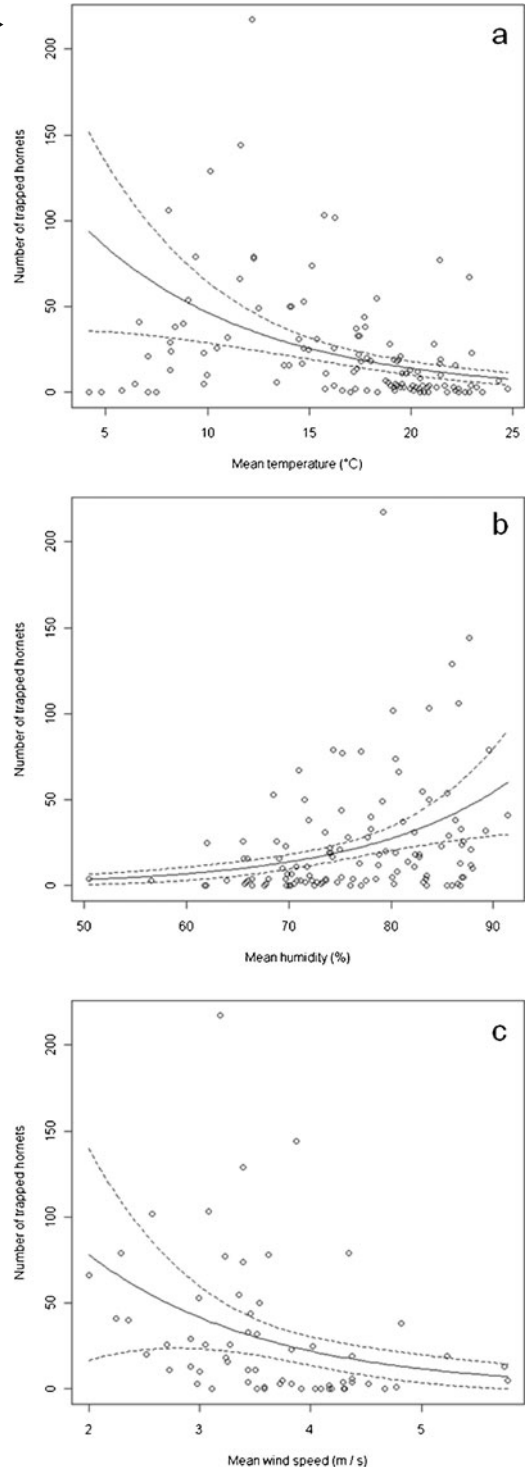 a
200
150
100
50
0
Number of trapped hornets
5 10 15 20 25
Mean temperature (°C)
b
200
150
100
50
0
Number of trapped hornets
50 60 70 80 90
Mean humidity (%)
c
200
150
100
50
0
Number of trapped hornets
2 3 4 5
Mean wind speed (m / s)